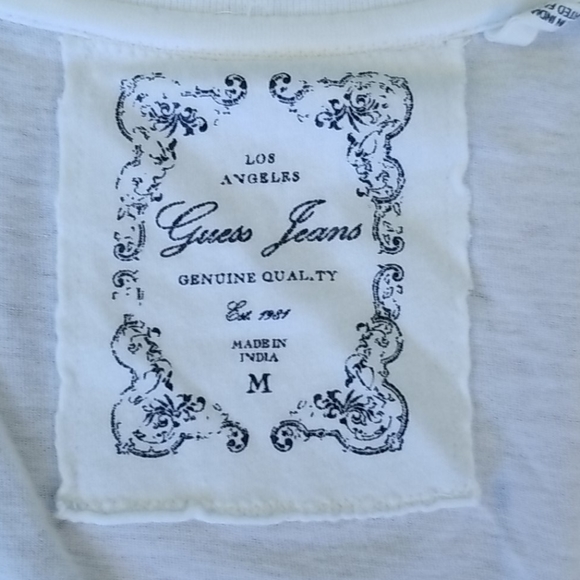 LOS
ANGELES
Guess Jeans
GENUINE QUAL.TY
Est. 1981
MADE IN
INDIA
M